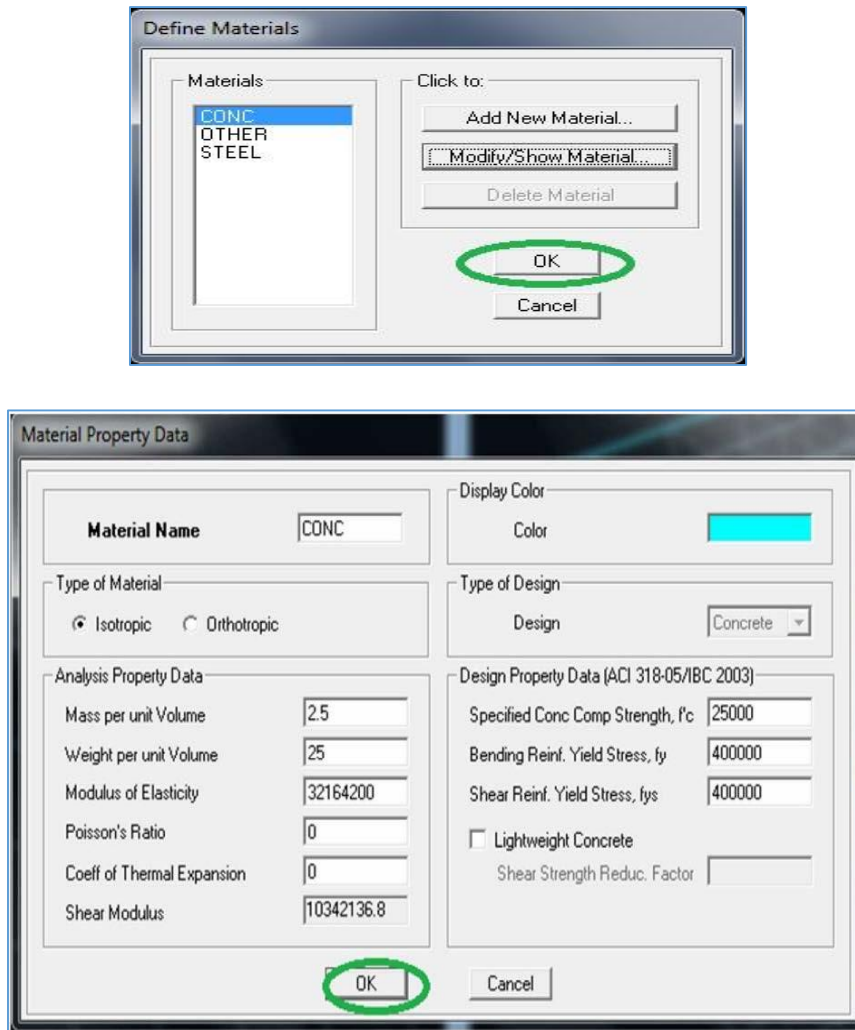 Define Materials
Materials
CONC
OTHER
STEEL
Click to:
Add New Material...
Modify/Show Material...
Delete Material
OK
Cancel
Material Property Data
Material Name CONC
Display Color
Color
Type of Material
Isotropic Orthotropic
Type of Design
Design Concrete
Analysis Property Data
Mass per unit Volume 2.5
Weight per unit Volume 25
Modulus of Elasticity 32164200
Poisson's Ratio 0
Coeff of Thermal Expansion 0
Shear Modulus 10342136.8
Design Property Data (ACI 318-05/IBC 2003)
Specified Conc Comp Strength, f'c 25000
Bending Reinf. Yield Stress, fy 400000
Shear Reinf. Yield Stress, fys 400000
Lightweight Concrete
Shear Strength Reduc. Factor
OK Cancel